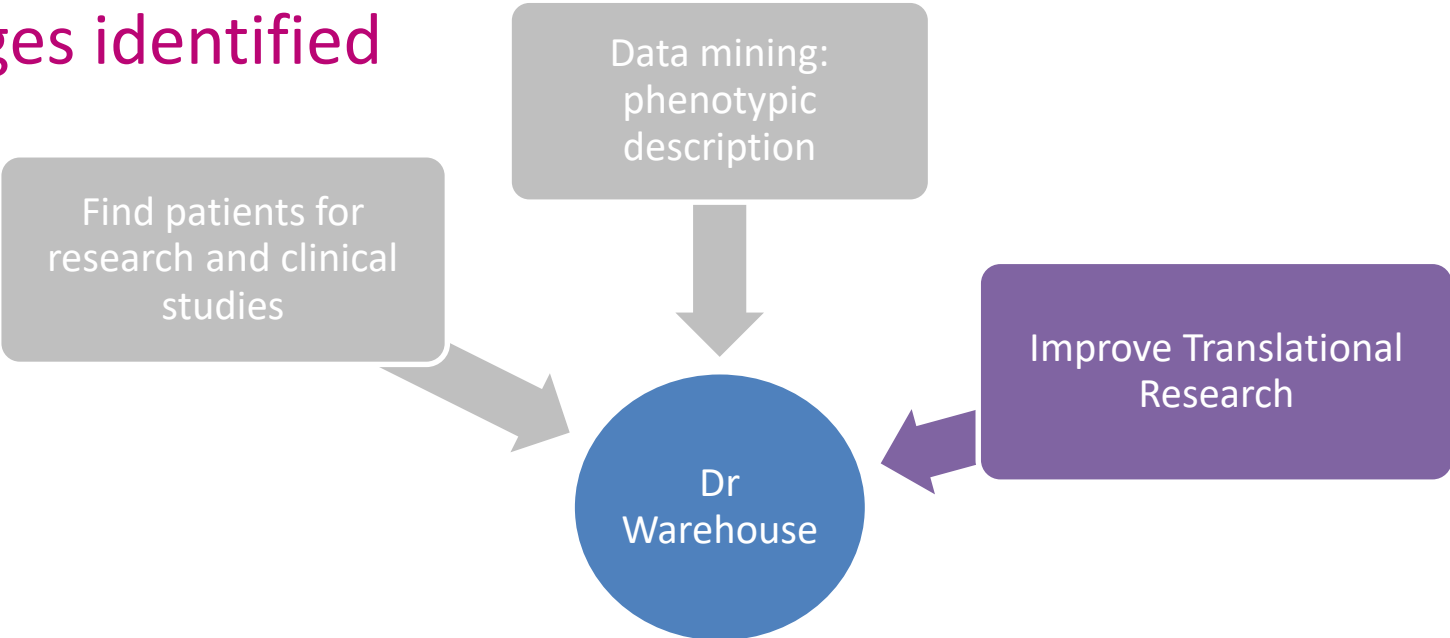 ges identified
Data mining:
phenotypic
description
Find patients for
research and clinical
studies
Improve Translational
Research
Dr
Warehouse